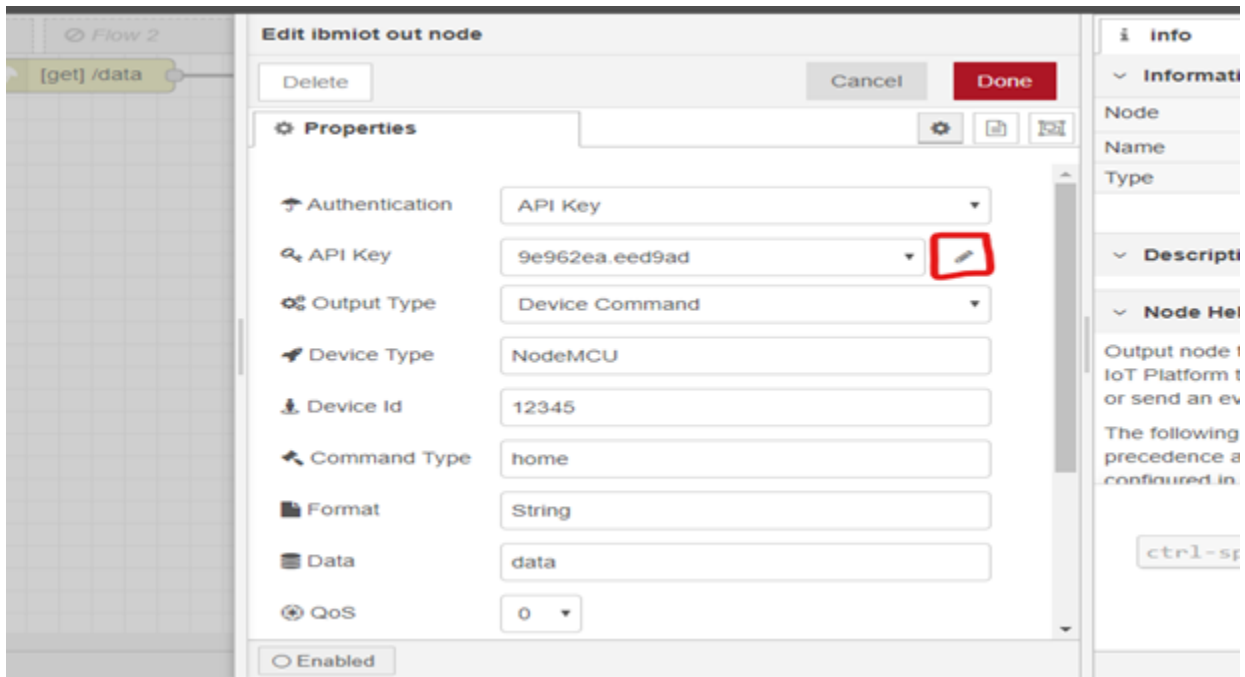 Flow 2
[get] /data
Edit ibmiot out node
Delete
Cancel
Done
Properties
Authentication
API Key
API Key
9e962ea.eed9ad
Output Type
Device Command
Device Type
NodeMCU
Device Id
12345
Command Type
home
Format
String
Data
data
QoS
0
Enabled
i info
Informati
Node
Name
Type
Descripti
Node Hel
Output node
IoT Platform t
or send an ev
The following
precedence a
configured in
ctrl-sp